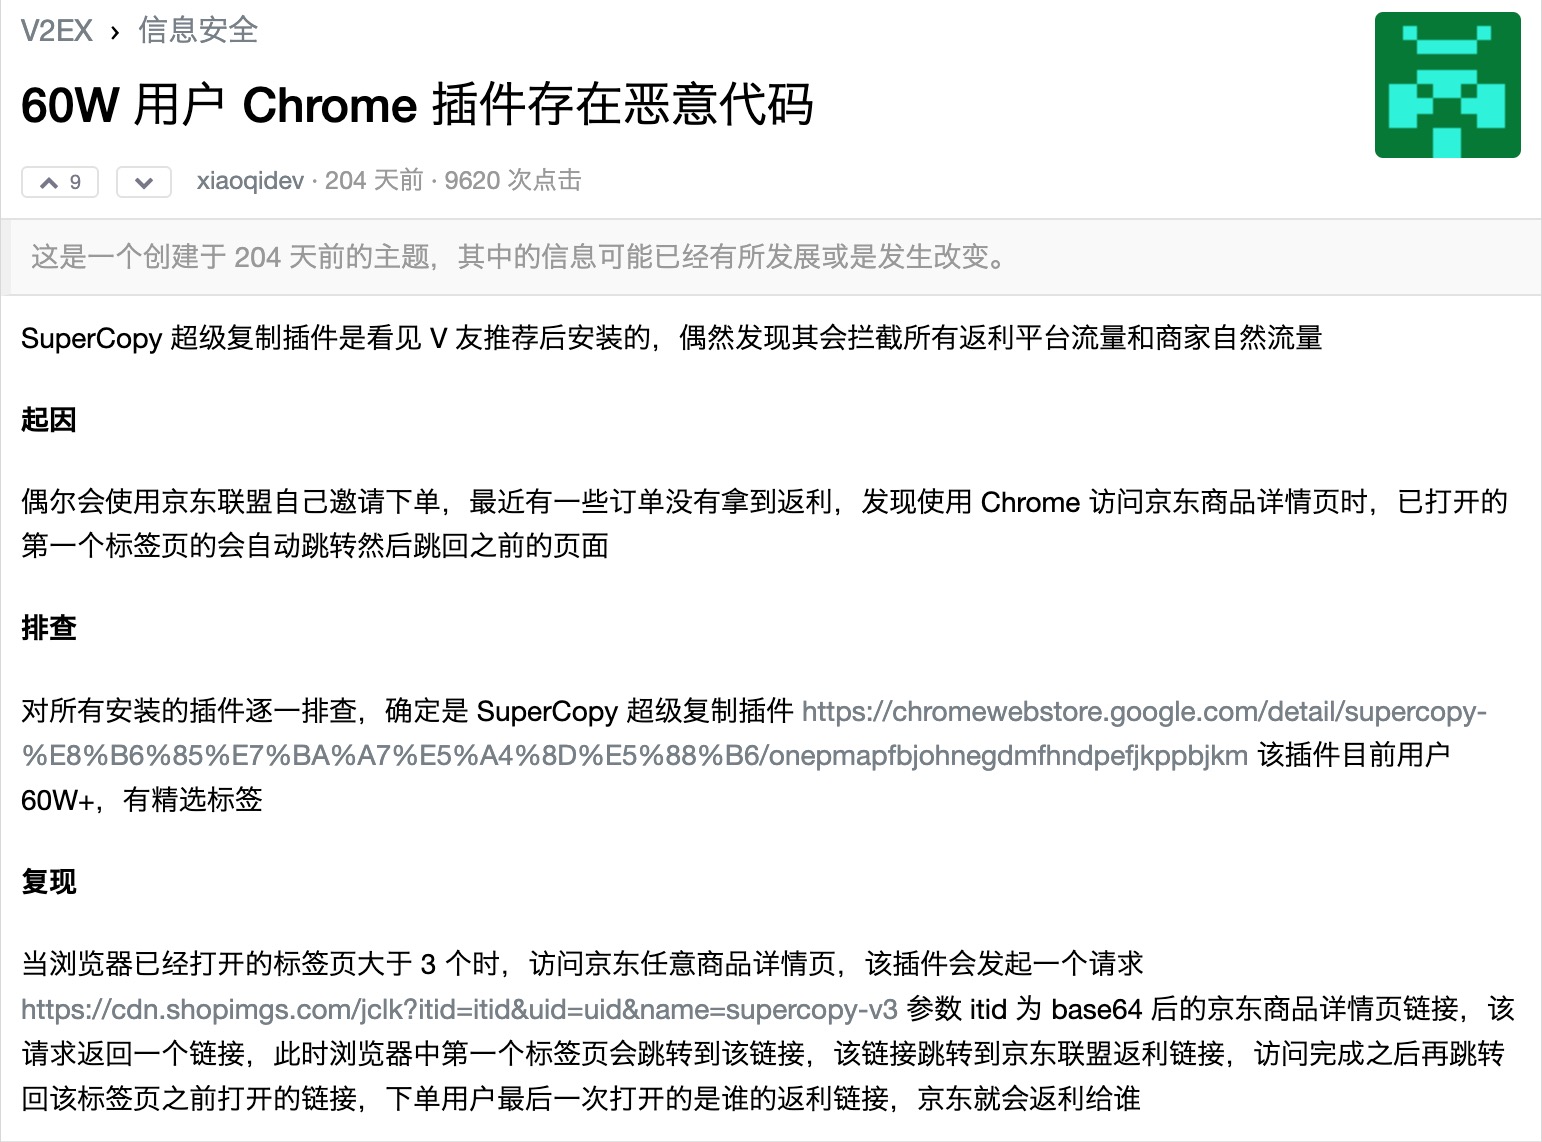 V2EX › 信息安全
60W 用户 Chrome 插件存在恶意代码
9 xiaoqidev · 204 天前 · 9620 次点击
这是一个创建于 204 天前的主题，其中的信息可能已经有所发展或是发生改变。
SuperCopy 超级复制插件是看见 V 友推荐后安装的，偶然发现其会拦截所有返利平台流量和商家自然流量
起因
偶尔会使用京东联盟自己邀请下单，最近有一些订单没有拿到返利，发现使用 Chrome 访问京东商品详情页时，已打开的
第一个标签页的会自动跳转然后跳回之前的页面
排查
对所有安装的插件逐一排查，确定是 SuperCopy 超级复制插件 https://chromewebstore.google.com/detail/supercopy-
%E8%B6%85%E7%BA%A7%E5%A4%8D%E5%88%B6/onepmapfbjohnegdmfhndpefjkppbjkm 该插件目前用户
60W+，有精选标签
复现
当浏览器已经打开的标签页大于 3 个时，访问京东任意商品详情页，该插件会发起一个请求
https://cdn.shopimgs.com/jclk?itid=itid&uid=uid&name=supercopy-v3 参数 itid 为 base64 后的京东商品详情页链接，该
请求返回一个链接，此时浏览器中第一个标签页会跳转到该链接，该链接跳转到京东联盟返利链接，访问完成之后再跳转
回该标签页之前打开的链接，下单用户最后一次打开的是谁的返利链接，京东就会返利给谁